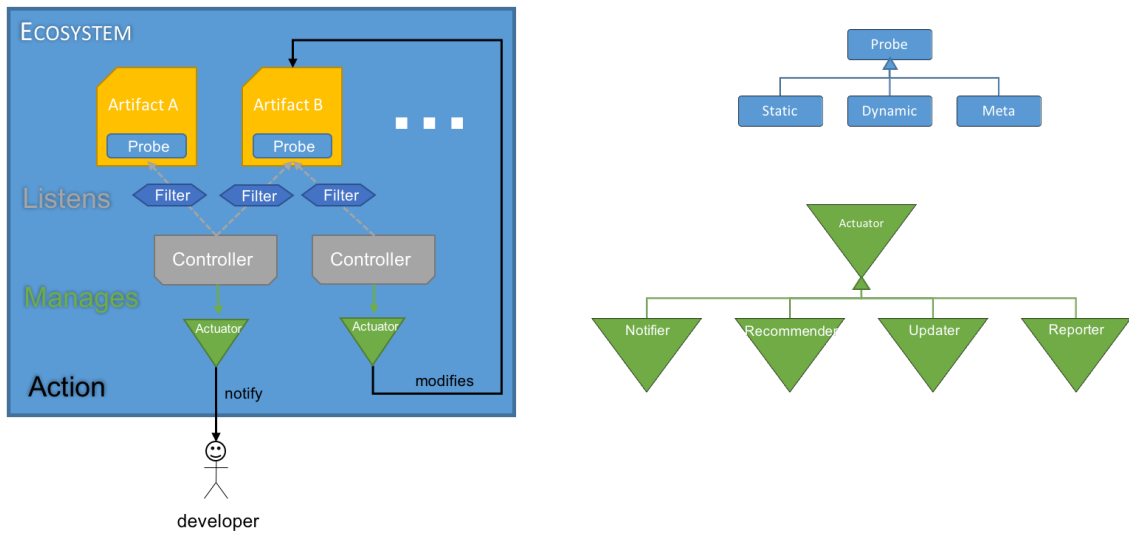 ECOSYSTEM
Artifact A
Artifact B
Probe
Probe
Listens
Filter
Filter
Filter
Controller
Controller
Manages
Actuator
Actuator
Action
notify
modifies
developer
Probe
Static
Dynamic
Meta
Actuator
Notifier
Recommender
Updater
Reporter